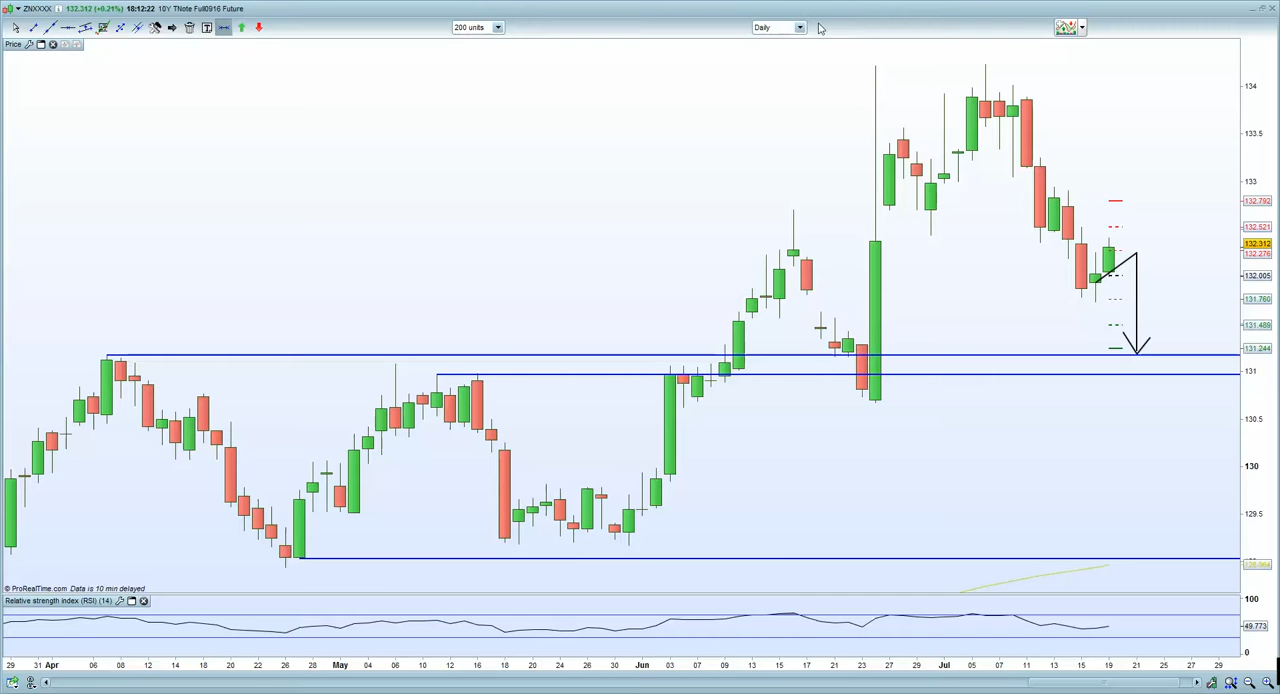 ZNXXXX 132.312 (+0.21%) 18:12:22 10Y TNote Full0916 Future
200 units
Daily
Price
134
133.5
133
132.792
132.521
132.312
132.276
132.005
131.760
131.489
131.244
131
130.5
130
129.5
© ProRealTime.com Data is 10 min delayed
Relative strength index (RSI) (14)
100
49.773
0
29 31 Apr 06 08 12 14 18 20 22 26 28 May 04 06 10 12 16 18 20 24 26 30 Jun 03 07 09 13 15 17 21 23 27 29 Jul 05 07 11 13 15 19 21 25 27 29